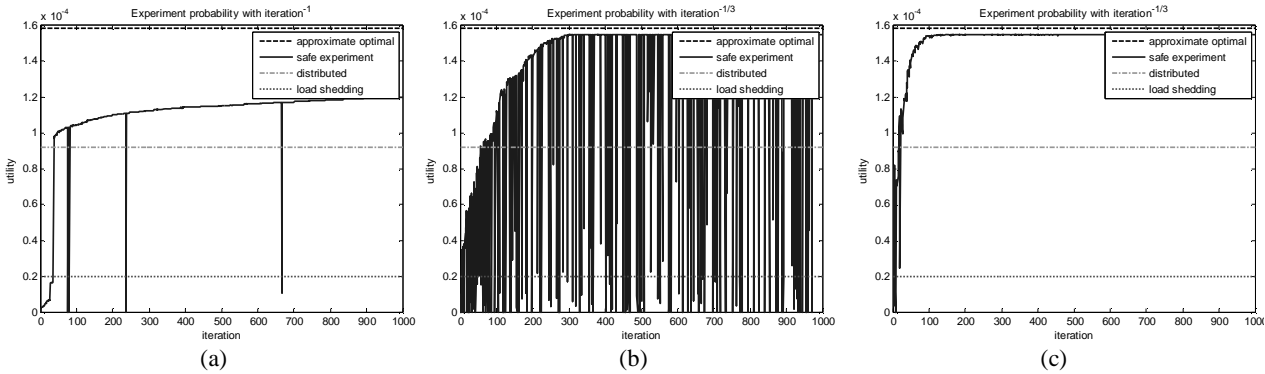 Experiment probability with iteration-1
x 10-4
1.6
1.4
1.2
1
0.8
0.6
0.4
0.2
0
utility
0 100 200 300 400 500 600 700 800 900 1000
iteration
approximate optimal
safe experiment
distributed
load shedding
(a)
Experiment probability with iteration-1/3
x 10-4
1.6
1.4
1.2
1
0.8
0.6
0.4
0.2
0
utility
0 100 200 300 400 500 600 700 800 900 1000
iteration
approximate optimal
safe experiment
distributed
load shedding
(b)
Experiment probability with iteration-1/3
x 10-4
1.6
1.4
1.2
1
0.8
0.6
0.4
0.2
0
utility
0 100 200 300 400 500 600 700 800 900 1000
iteration
approximate optimal
safe experiment
distributed
load shedding
(c)